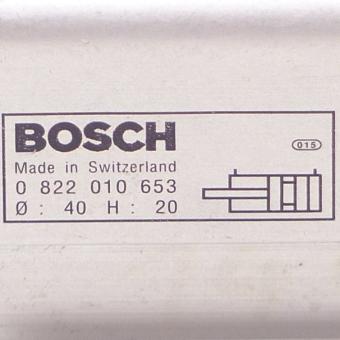 BOSCH
015
Made in Switzerland
0 822 010 653
Ø : 40 H : 20